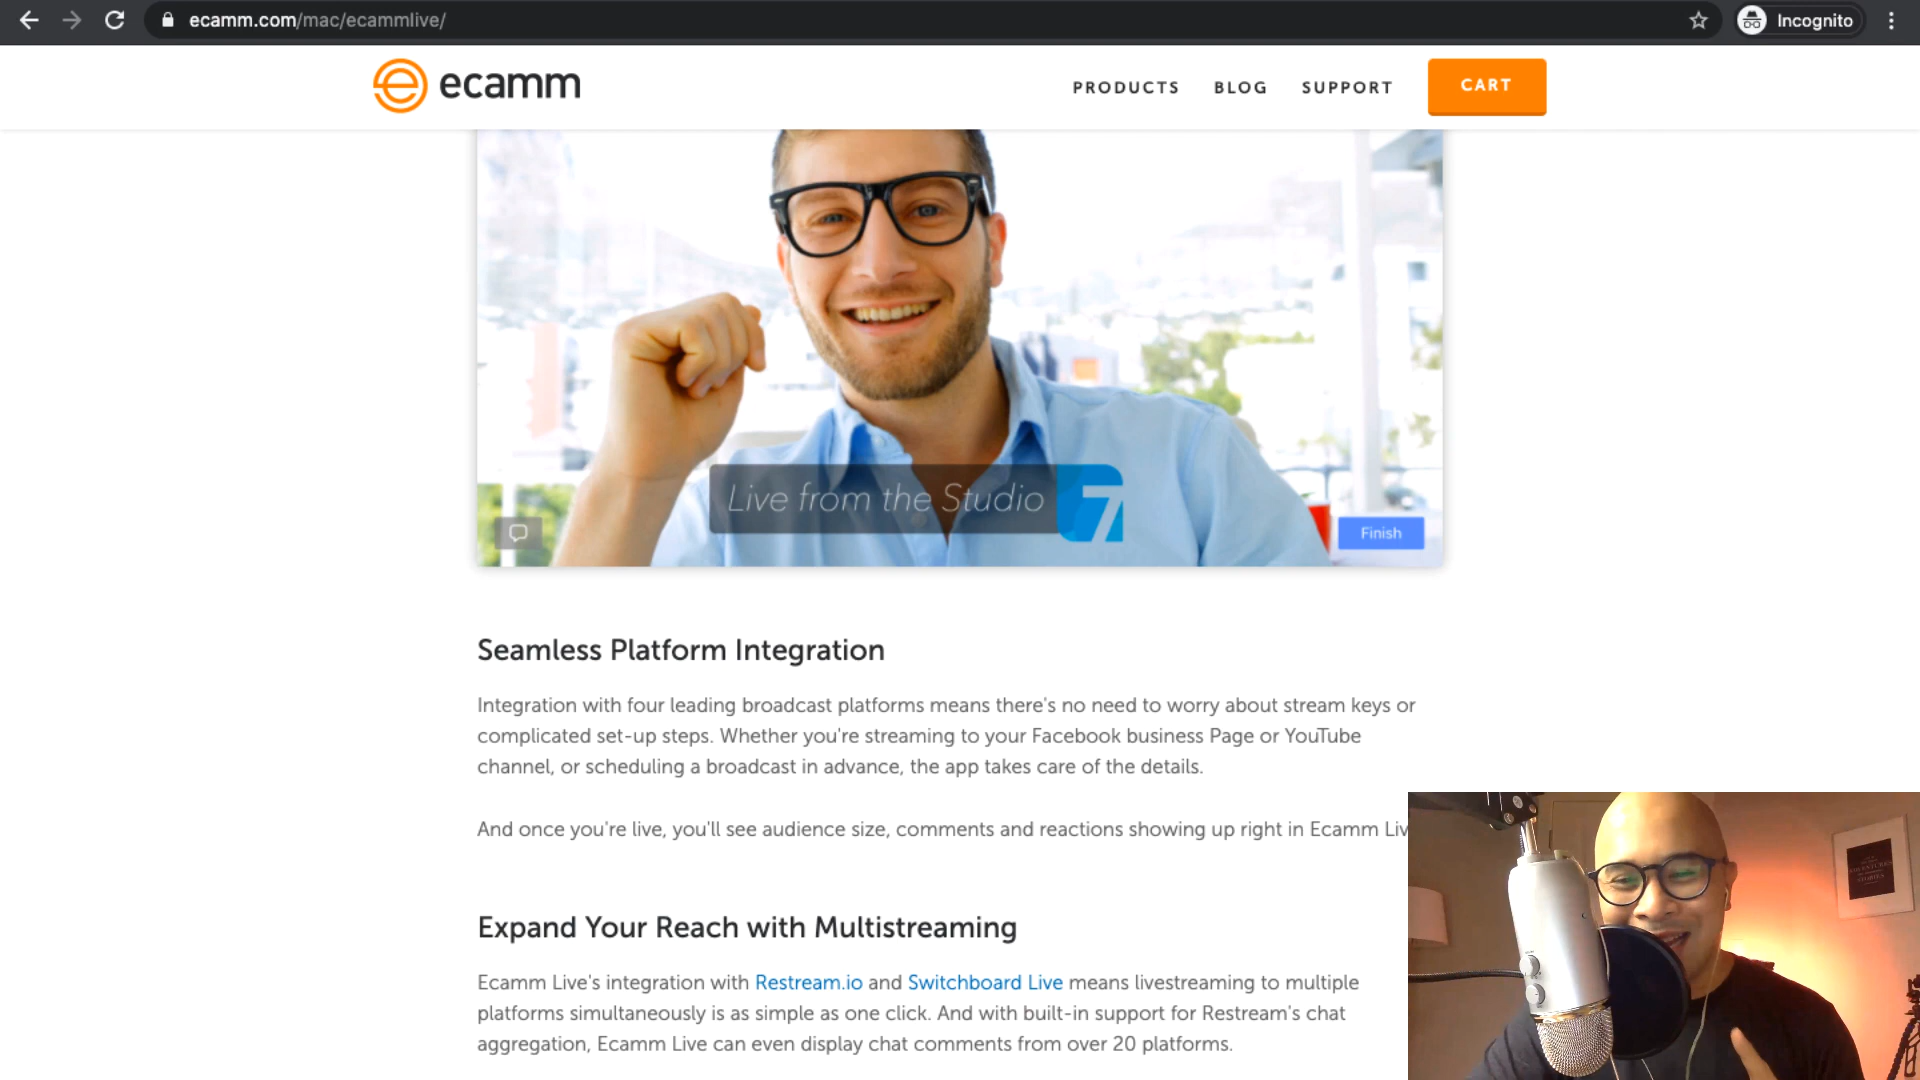 ecamm.com/mac/ecammlive/
Incognito
ecamm
PRODUCTS
BLOG
SUPPORT
CART
Live from the Studio
7
Finish
Seamless Platform Integration
Integration with four leading broadcast platforms means there's no need to worry about stream keys or
complicated set-up steps. Whether you're streaming to your Facebook business Page or YouTube
channel, or scheduling a broadcast in advance, the app takes care of the details.
And once you're live, you'll see audience size, comments and reactions showing up right in Ecamm Liv
Expand Your Reach with Multistreaming
Ecamm Live's integration with Restream.io and Switchboard Live means livestreaming to multiple
platforms simultaneously is as simple as one click. And with built-in support for Restream's chat
aggregation, Ecamm Live can even display chat comments from over 20 platforms.